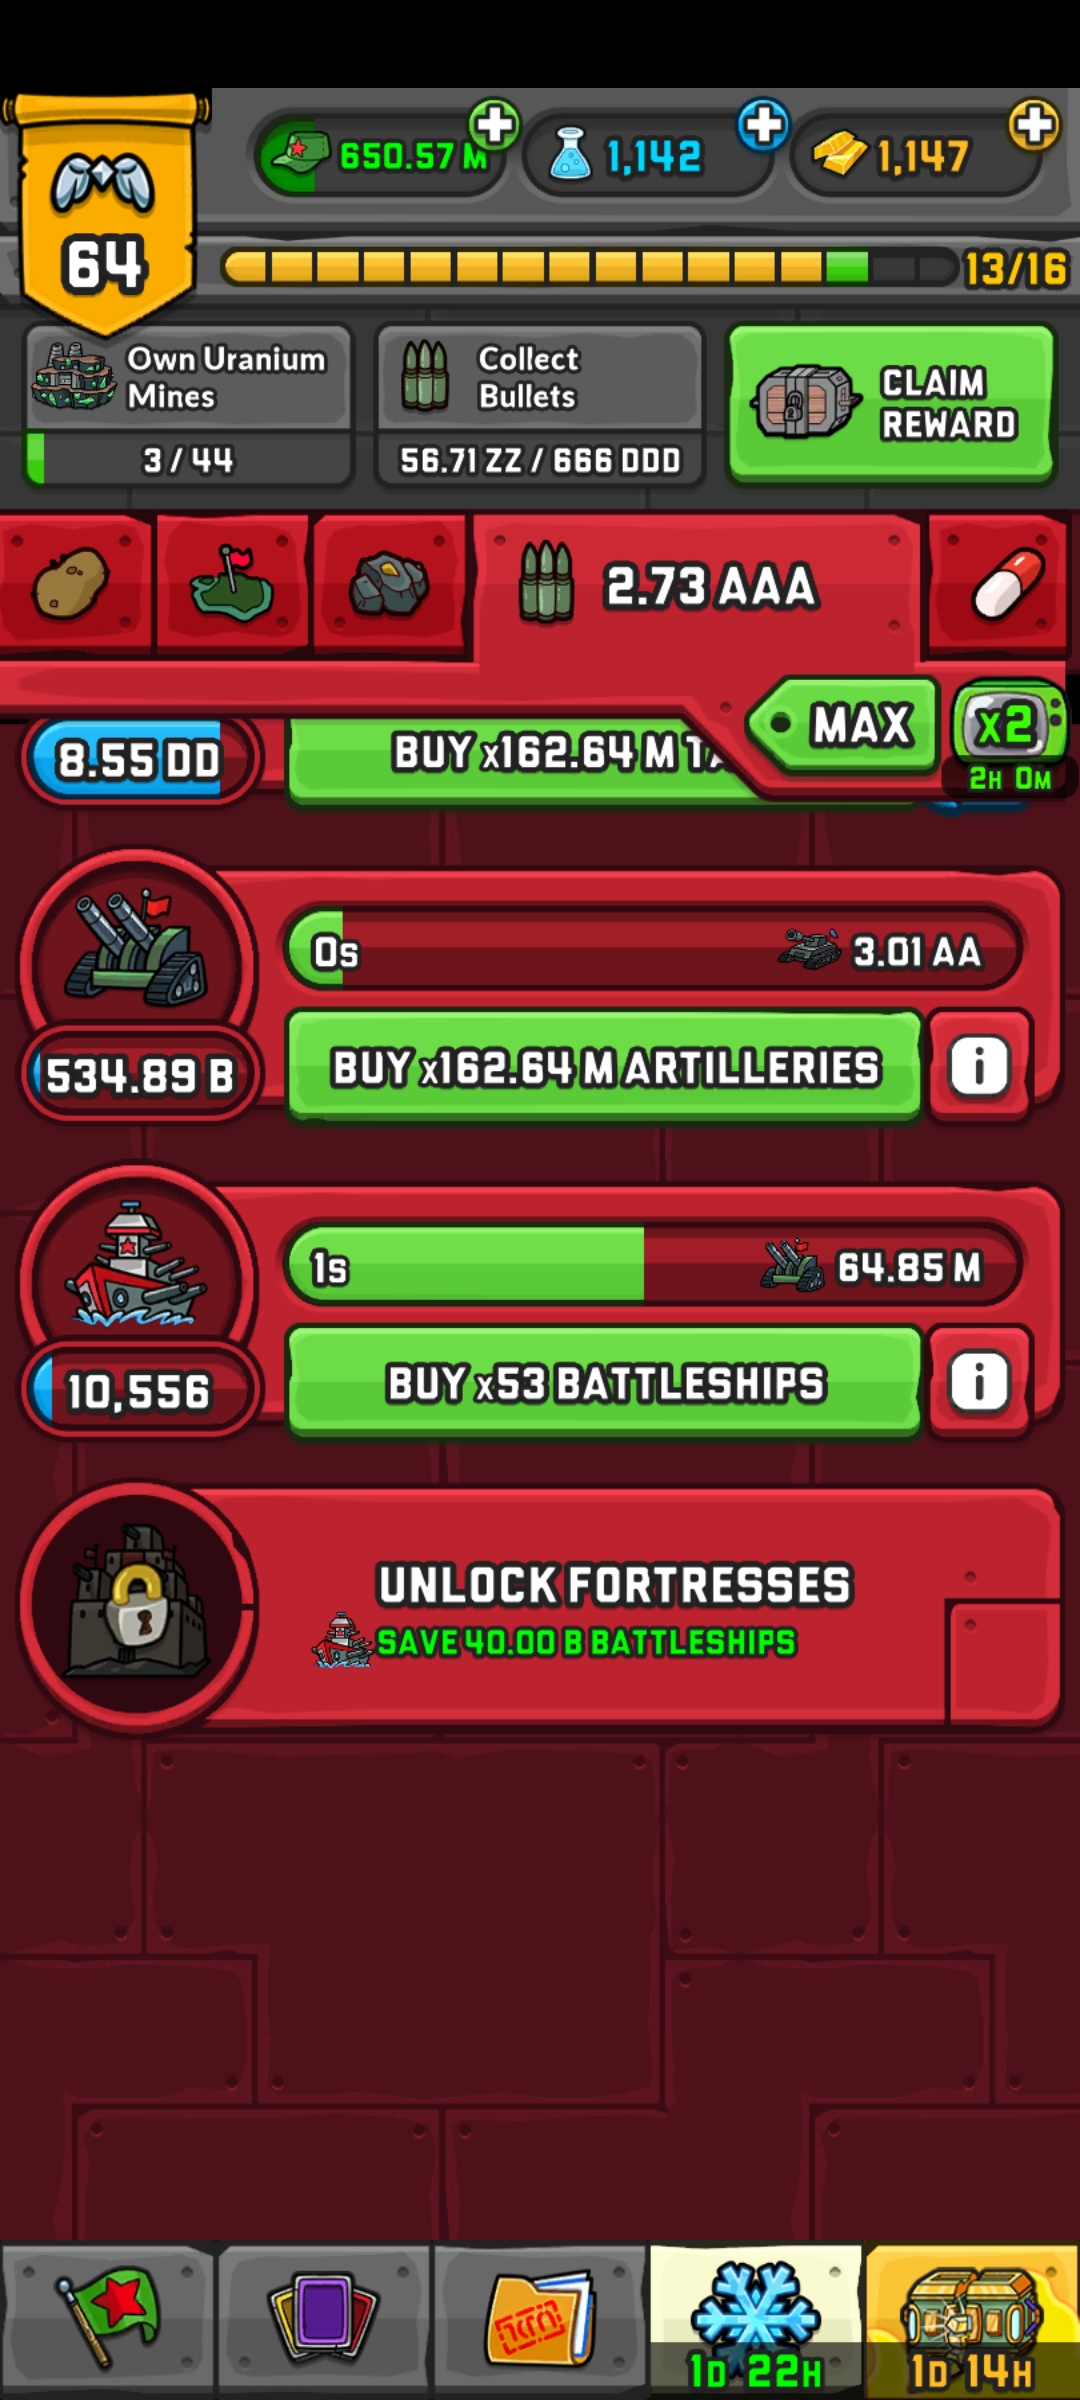 64
650.57 M
1,142
1,147
13/16
Own Uranium
Mines
3 / 44
Collect
Bullets
56.71 ZZ / 666 DDD
CLAIM
REWARD
2.73 AAA
MAX
x2
2H 0M
8.55 DD
BUY x162.64 M
0s
3.01 AA
534.89 B
BUY x162.64 M ARTILLERIES
i
1s
64.85 M
10,556
BUY x53 BATTLESHIPS
i
UNLOCK FORTRESSES
SAVE 40.00 B BATTLESHIPS
1D 22H
1D 14H